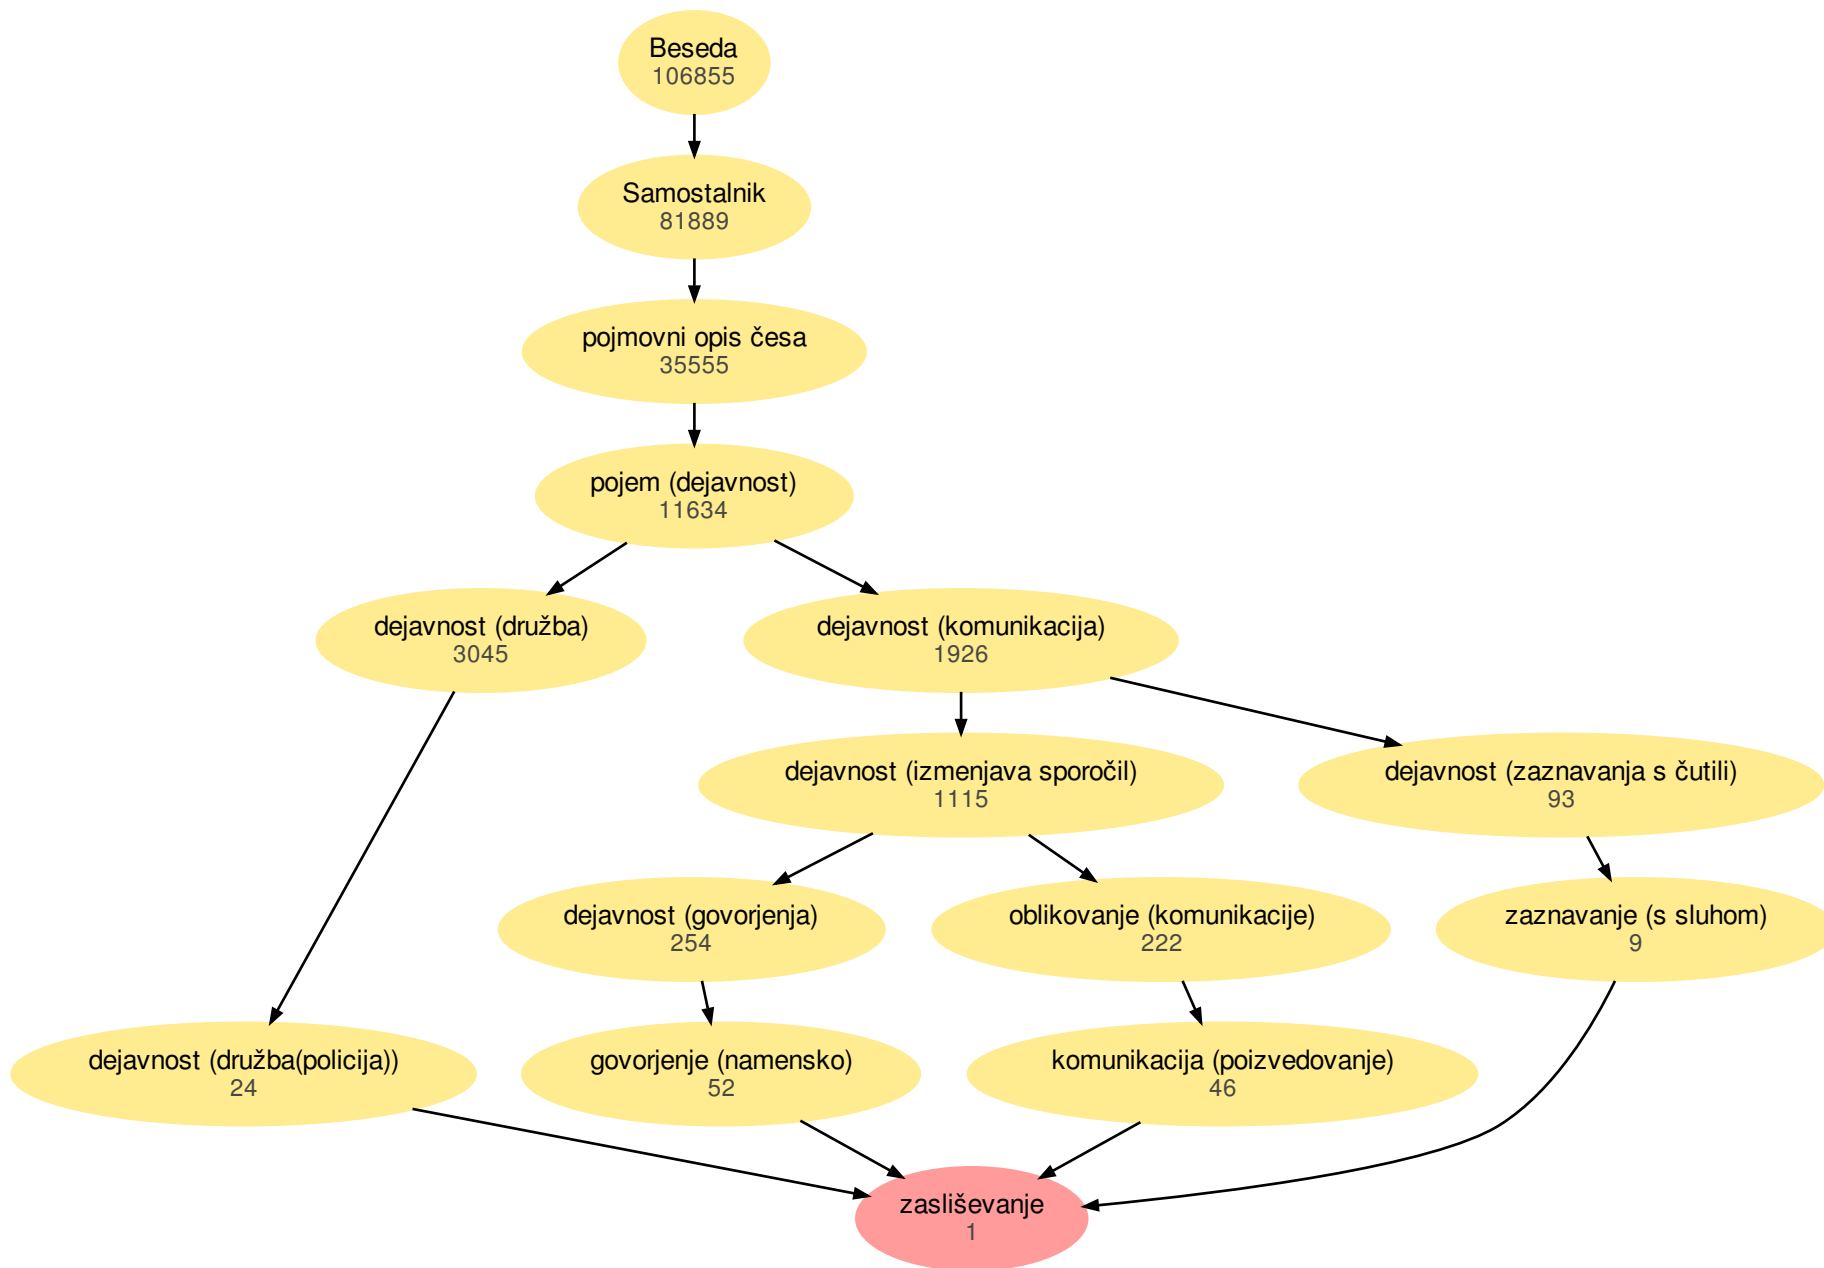 Beseda
106855
Samostalnik
81889
pojmovni opis česa
35555
pojem (dejavnost)
11634
dejavnost (družba)
3045
dejavnost (komunikacija)
1926
dejavnost (izmenjava sporočil)
1115
dejavnost (zaznavanja s čutili)
93
dejavnost (govorjenja)
254
oblikovanje (komunikacije)
222
zaznavanje (s sluhom)
9
dejavnost (družba(policija))
24
govorjenje (namensko)
52
komunikacija (poizvedovanje)
46
zasliševanje
1